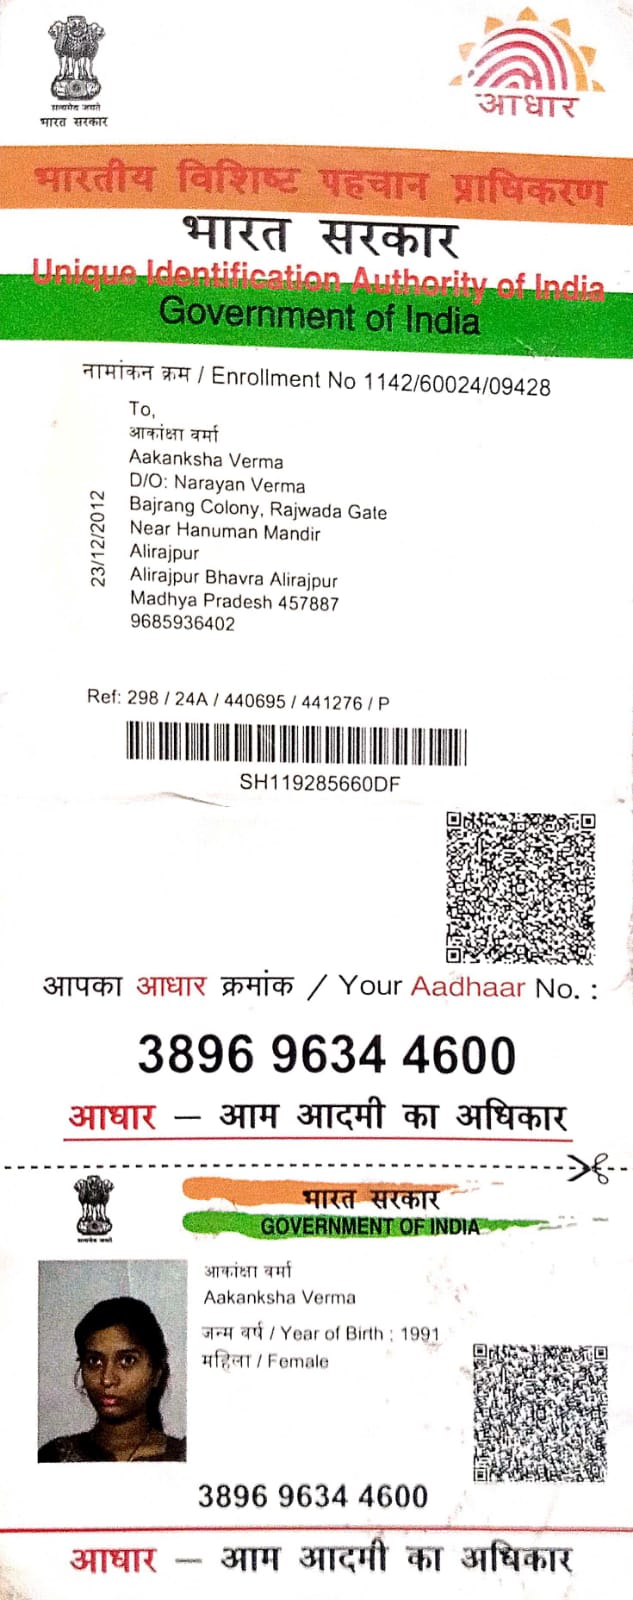 सत्यमेव जयते
भारत सरकार
आधार
भारतीय विशिष्ट पहचान प्राधिकरण
भारत सरकार
Unique Identification Authority of India
Government of India
नामांकन क्रम / Enrollment No 1142/60024/09428
To,
आकांक्षा वर्मा
Aakanksha Verma
D/O: Narayan Verma
Bajrang Colony, Rajwada Gate
Near Hanuman Mandir
Alirajpur
Alirajpur Bhavra Alirajpur
Madhya Pradesh 457887
9685936402
23/12/2012
Ref: 298 / 24A / 440695 / 441276 / P
SH119285660DF
आपका आधार क्रमांक / Your Aadhaar No. :
3896 9634 4600
आधार — आम आदमी का अधिकार
भारत सरकार
GOVERNMENT OF INDIA
सत्यमेव जयते
आकांक्षा वर्मा
Aakanksha Verma
जन्म वर्ष / Year of Birth : 1991
महिला / Female
3896 9634 4600
आधार — आम आदमी का अधिकार